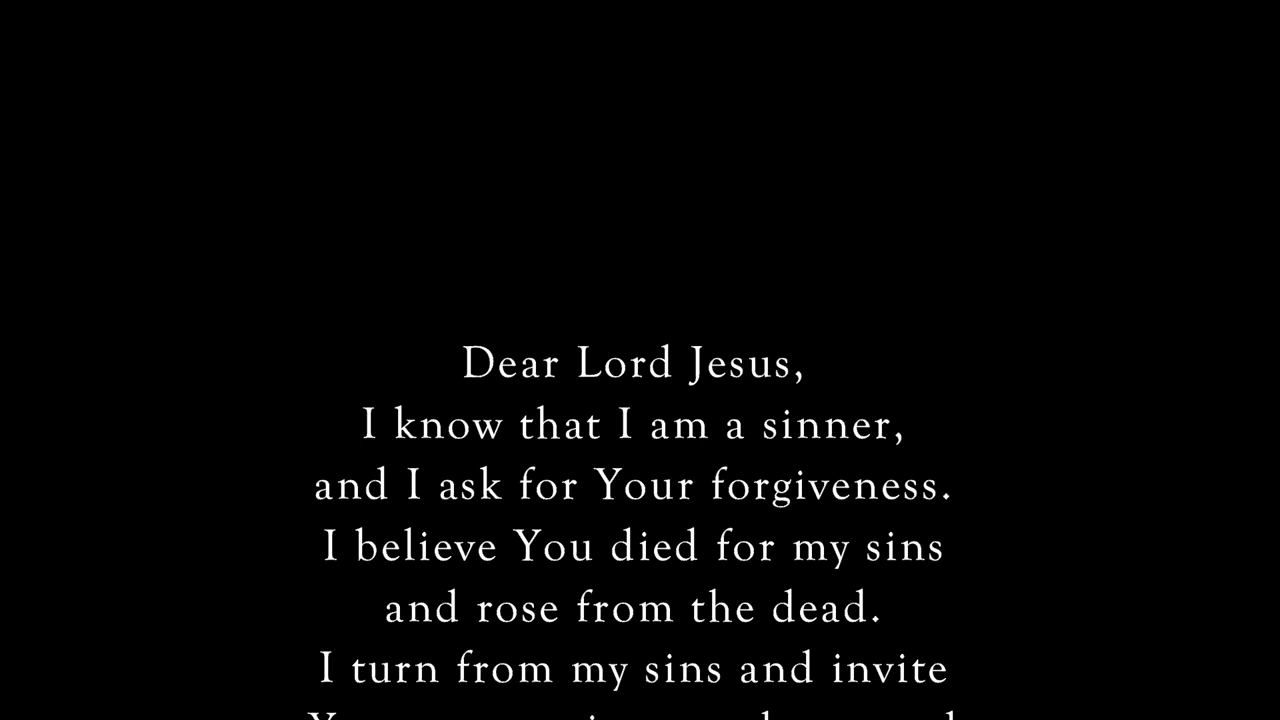 Dear Lord Jesus,
I know that I am a sinner,
and I ask for Your forgiveness.
I believe You died for my sins
and rose from the dead.
I turn from my sins and invite